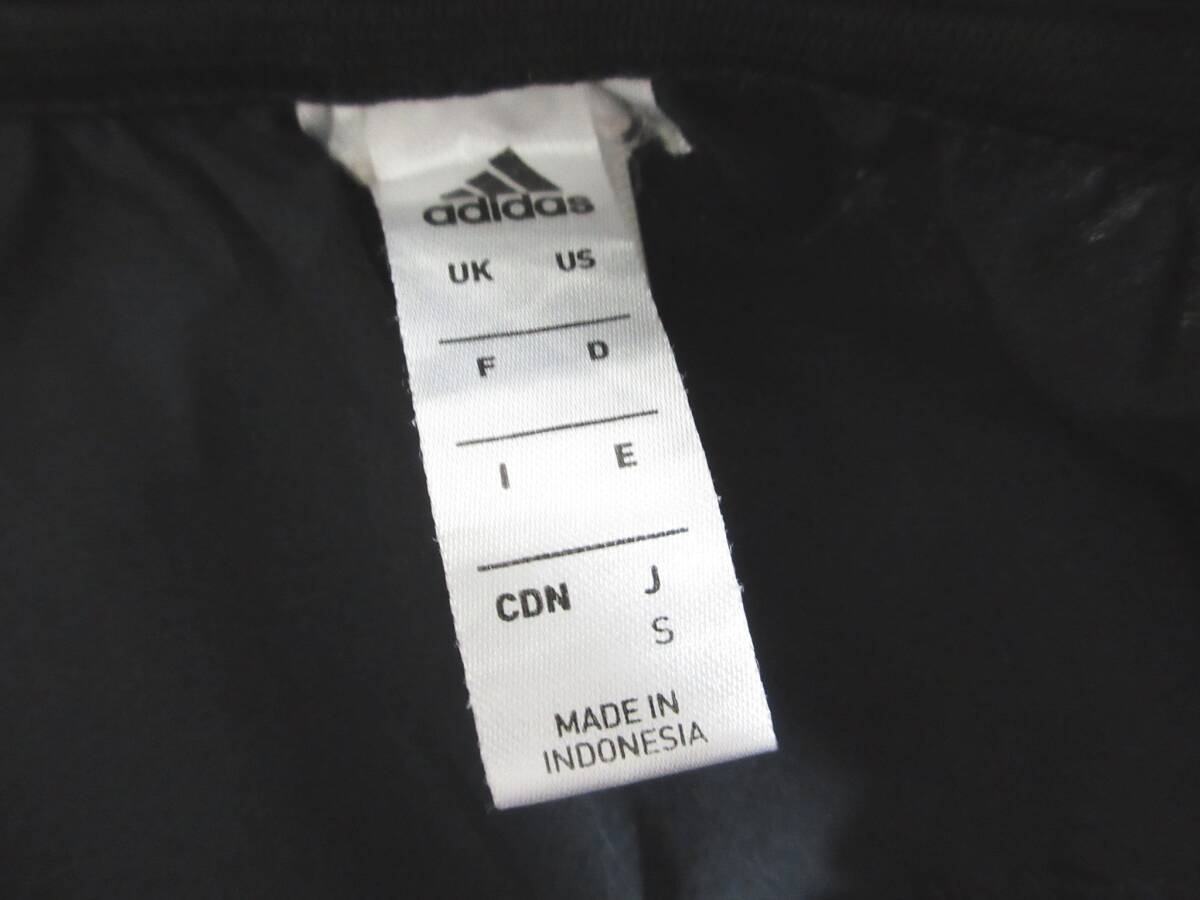 adidas
UK US
F D
I E
CDN J
S
MADE IN
INDONESIA